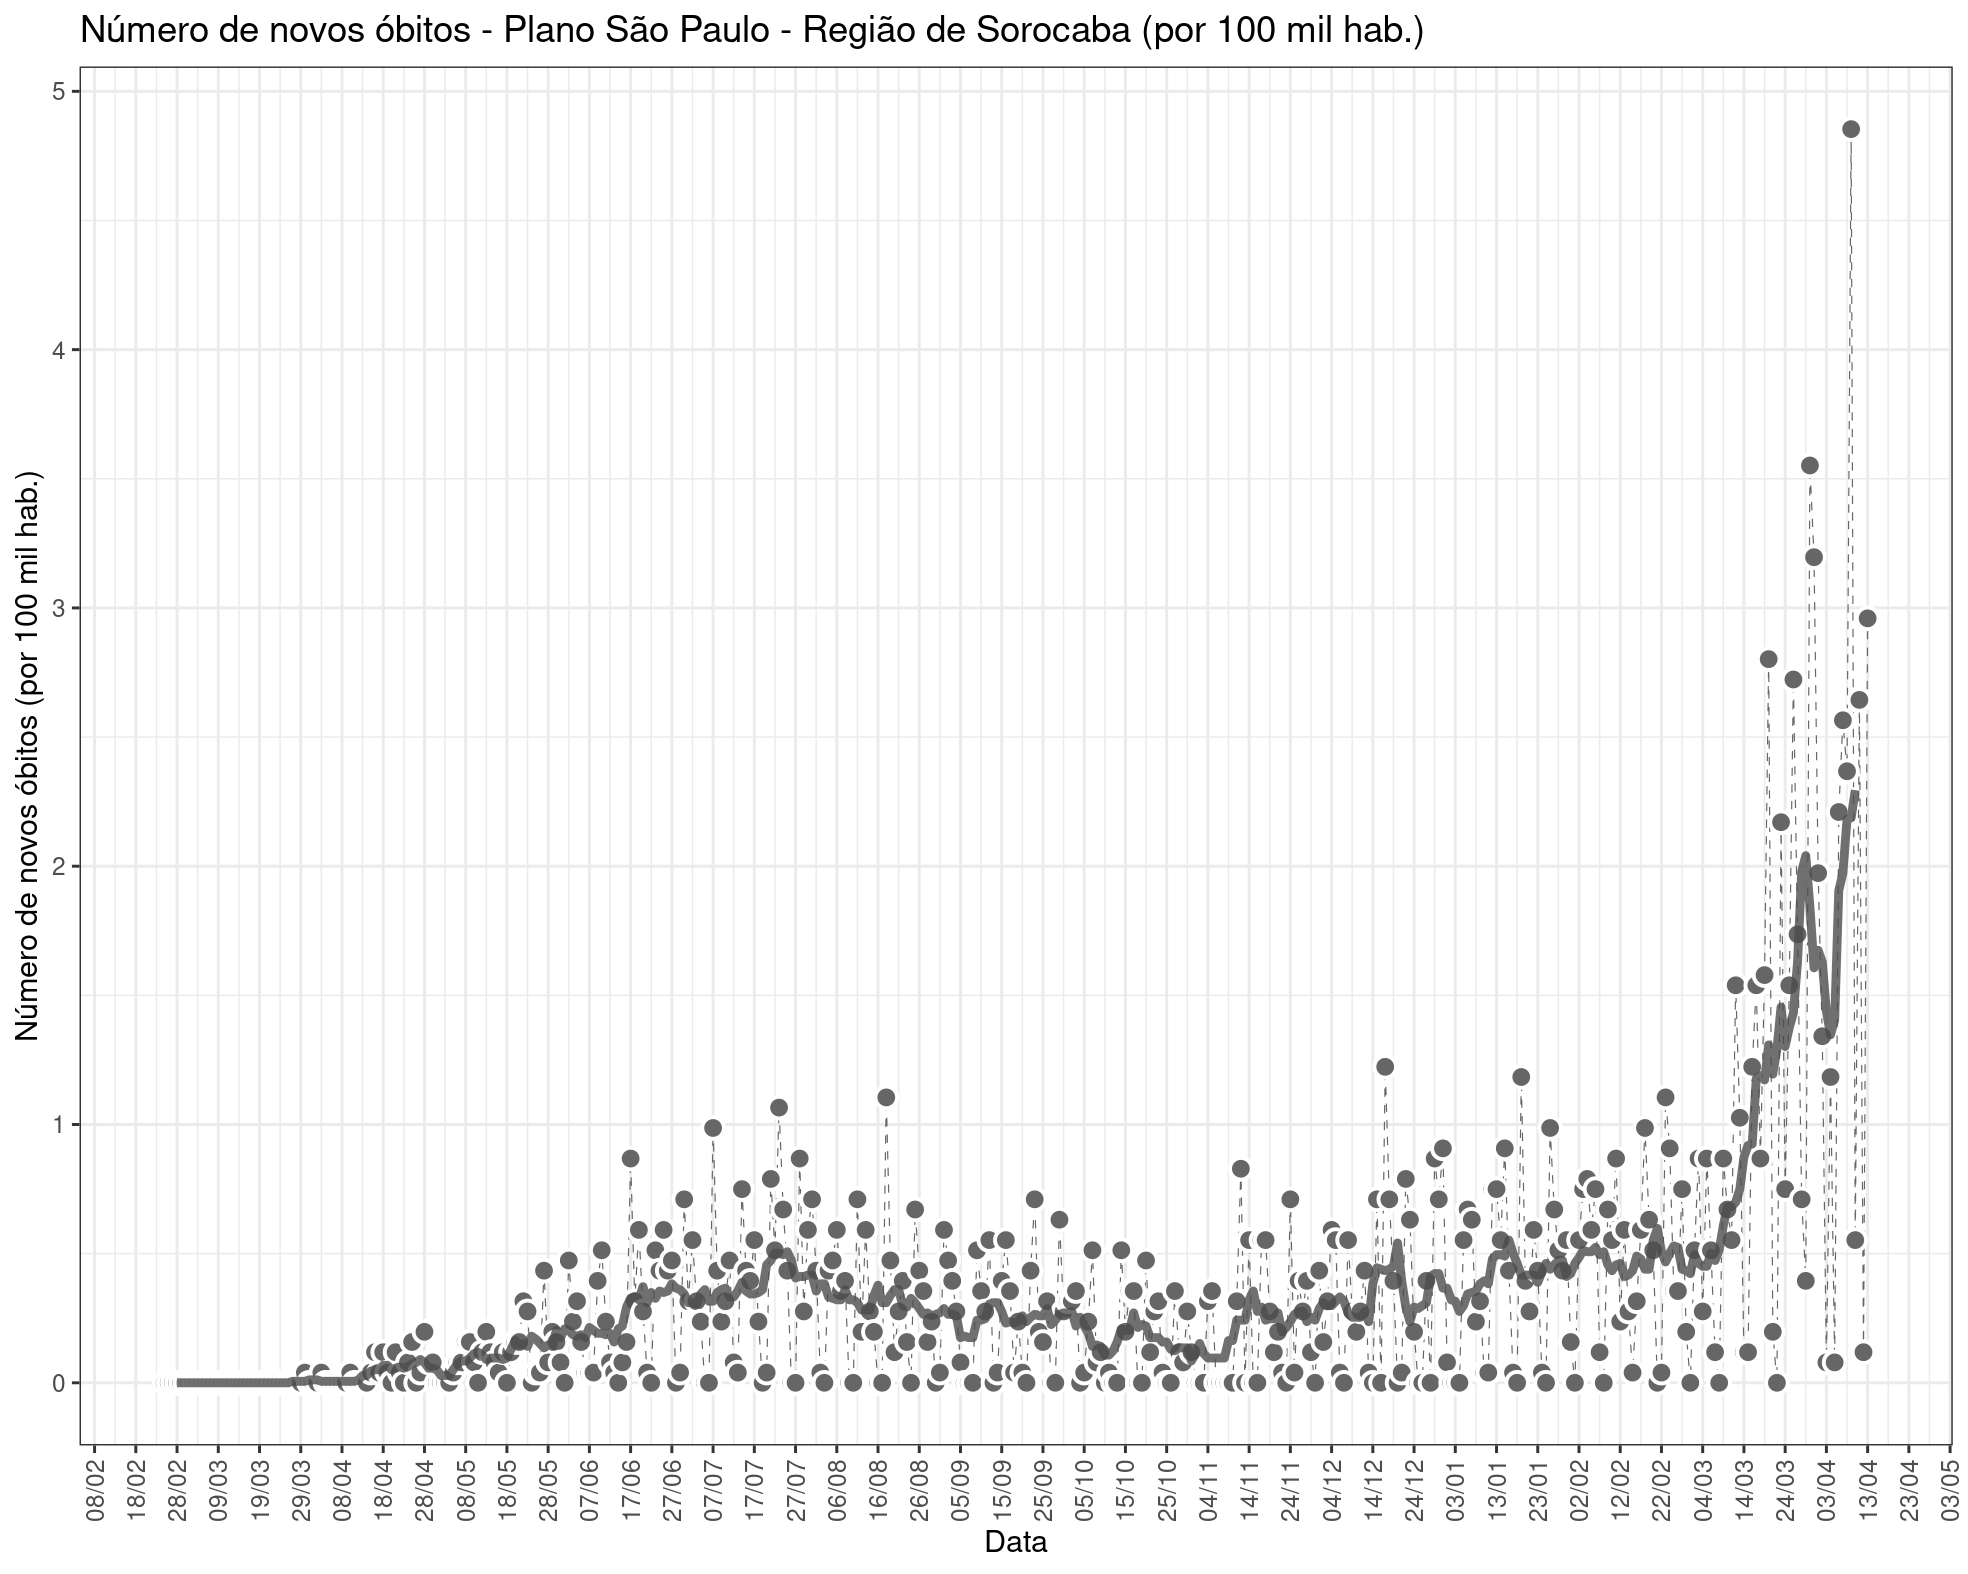 Número de novos óbitos - Plano São Paulo - Região de Sorocaba (por 100 mil hab.)
Número de novos óbitos (por 100 mil hab.)
5
4
3
2
1
0
08/02 18/02 28/02 09/03 19/03 29/03 08/04 18/04 28/04 08/05 18/05 28/05 07/06 17/06 27/06 07/07 17/07 27/07 06/08 16/08 26/08 05/09 15/09 25/09 05/10 15/10 25/10 04/11 14/11 24/11 04/12 14/12 24/12 03/01 13/01 23/01 02/02 12/02 22/02 04/03 14/03 24/03 03/04 13/04 23/04 03/05
Data